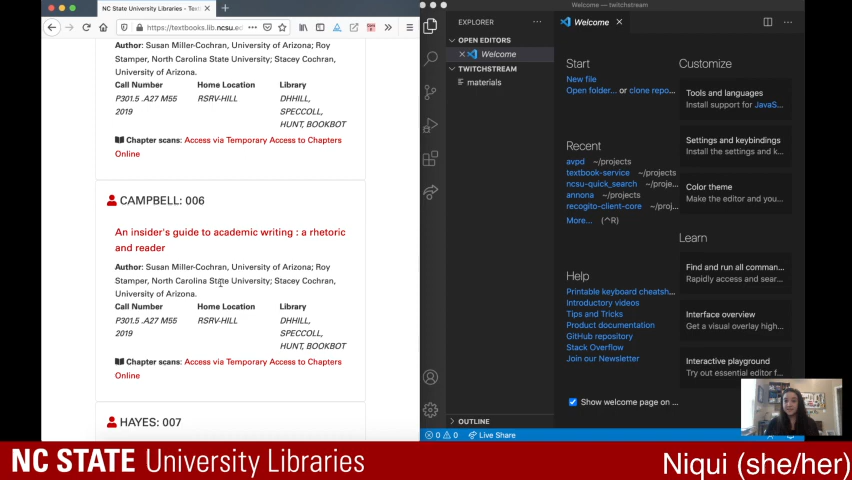 NC State University Libraries - Text
https://textbooks.lib.ncsu.ed
Author: Susan Miller-Cochran, University of Arizona; Roy
Stamper, North Carolina State University; Stacey Cochran,
University of Arizona.
Call Number Home Location Library
P301.5 .A27 M55 RSRV-HILL DHHILL,
2019 SPECCOLL,
HUNT, BOOKBOT
Chapter scans: Access via Temporary Access to Chapters
Online
CAMPBELL: 006
An insider's guide to academic writing : a rhetoric
and reader
Author: Susan Miller-Cochran, University of Arizona; Roy
Stamper, North Carolina State University; Stacey Cochran,
University of Arizona.
Call Number Home Location Library
P301.5 .A27 M55 RSRV-HILL DHHILL,
2019 SPECCOLL,
HUNT, BOOKBOT
Chapter scans: Access via Temporary Access to Chapters
Online
HAYES: 007
Welcome — twitchstream
EXPLORER
OPEN EDITORS
Welcome
TWITCHSTREAM
materials
OUTLINE
0 0 Live Share
Welcome
Start
New file
Open folder... or clone repo...
Recent
avpd ~/projects
textbook-service ~/projects
ncsu-quick_search ~/proje...
annona ~/projects
recogito-client-core ~/proj...
More... (^R)
Help
Printable keyboard cheatsh...
Introductory videos
Tips and Tricks
Product documentation
GitHub repository
Stack Overflow
Join our Newsletter
Show welcome page on ...
Customize
Tools and languages
Install support for JavaS...
Settings and keybindings
Install the settings and k...
Color theme
Make the editor and you...
Learn
Find and run all comman...
Rapidly access and sear...
Interface overview
Get a visual overlay high...
Interactive playground
Try out essential editor f...
NC STATE University Libraries
Niqui (she/her)